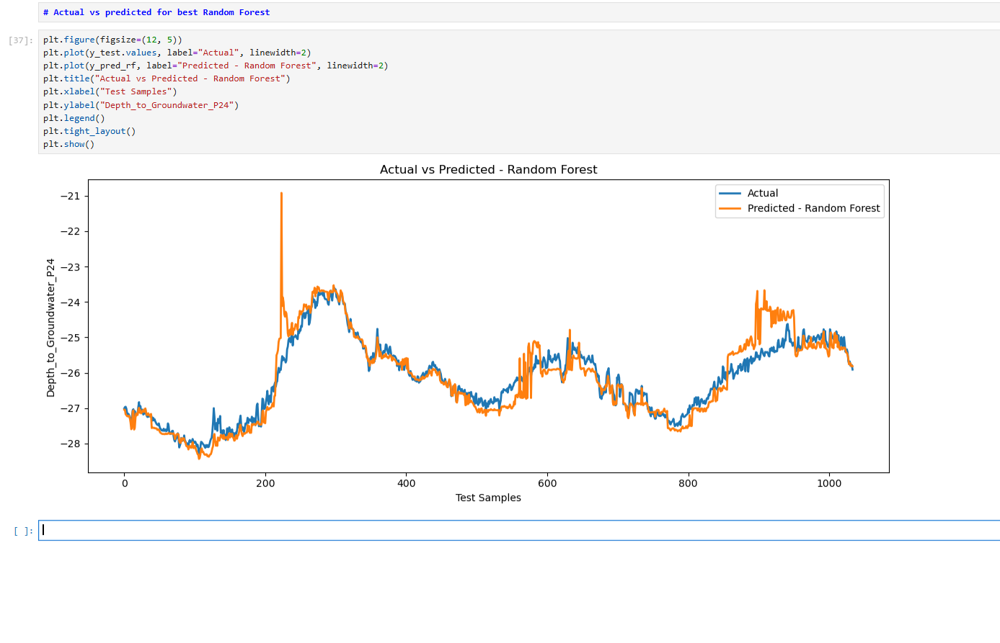 # Actual vs predicted for best Random Forest
[37]:
plt.figure(figsize=(12, 5))
plt.plot(y_test.values, label="Actual", linewidth=2)
plt.plot(y_pred_rf, label="Predicted - Random Forest", linewidth=2)
plt.title("Actual vs Predicted - Random Forest")
plt.xlabel("Test Samples")
plt.ylabel("Depth_to_Groundwater_P24")
plt.legend()
plt.tight_layout()
plt.show()
Actual vs Predicted - Random Forest
Actual
Predicted - Random Forest
Depth_to_Groundwater_P24
−21
−22
−23
−24
−25
−26
−27
−28
0 200 400 600 800 1000
Test Samples
[ ]: